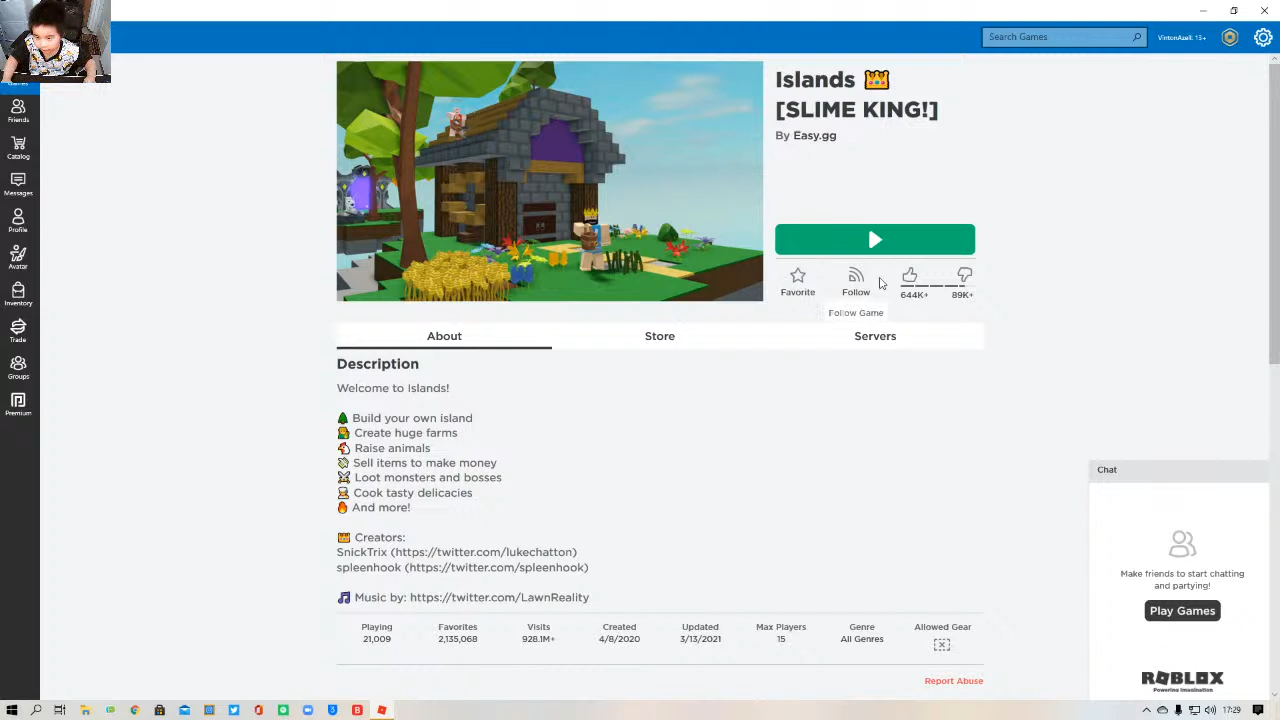 Search Games
VintonAxell: 13+
Games
Friends
Catalog
Messages
Profile
Avatar
Inventory
Trade
Groups
Premium
Islands 👑
[SLIME KING!]
By Easy.gg
Favorite
Follow
644K+
89K+
Follow Game
About
Store
Servers
Description
Welcome to Islands!
🌲 Build your own island
Create huge farms
Raise animals
Sell items to make money
⚔ Loot monsters and bosses
Cook tasty delicacies
🔥 And more!
👑 Creators:
SnickTrix (https://twitter.com/lukechatton)
spleenhook (https://twitter.com/spleenhook)
🎵 Music by: https://twitter.com/LawnReality
Playing Favorites Visits Created Updated Max Players Genre Allowed Gear
21,009 2,135,068 928.1M+ 4/8/2020 3/13/2021 15 All Genres
Report Abuse
Chat
Make friends to start chatting
and partying!
Play Games
ROBLOX
Powering Imagination
17:29